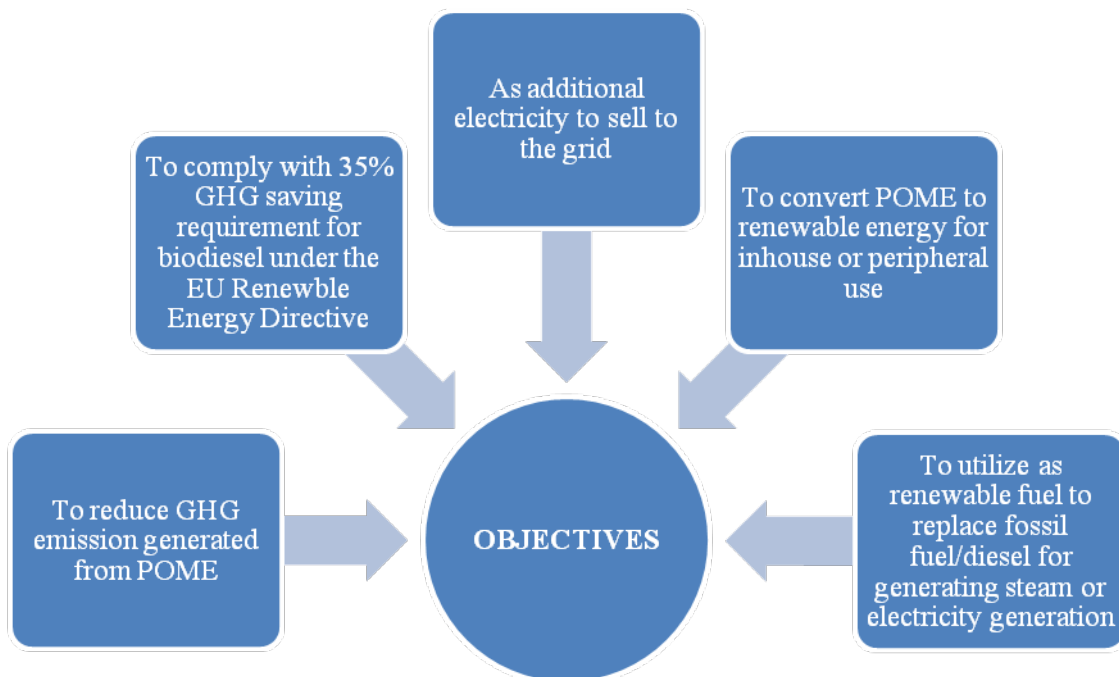 To reduce GHG
emission generated
from POME
To comply with 35%
GHG saving
requirement for
biodiesel under the
EU Renewble
Energy Directive
As additional
electricity to sell to
the grid
To convert POME to
renewable energy for
inhouse or peripheral
use
To utilize as
renewable fuel to
replace fossil
fuel/diesel for
generating steam or
electricity generation
OBJECTIVES